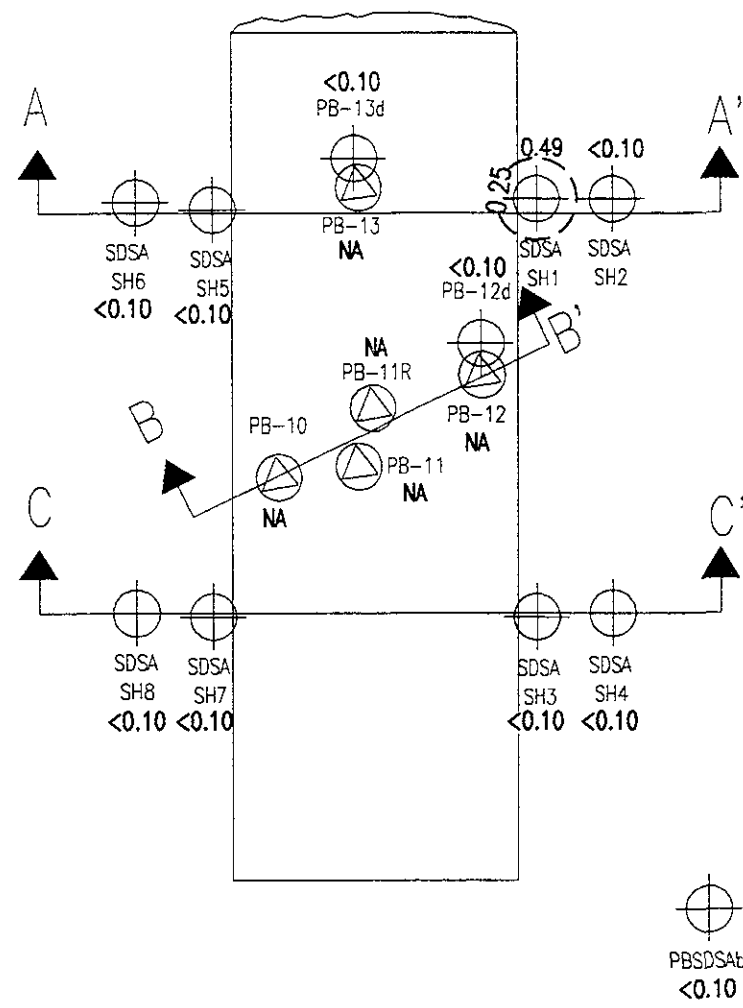 <0.10
PB-13d
A
A'
0.49
<0.10
0.25
PB-13
NA
SDSA
SH6
<0.10
SDSA
SH5
<0.10
SDSA
SH1
SDSA
SH2
<0.10
PB-12d
B'
NA
PB-11R
PB-12
NA
PB-10
NA
B
PB-11
NA
C
C'
SDSA
SH8
<0.10
SDSA
SH7
<0.10
SDSA
SH3
<0.10
SDSA
SH4
<0.10
PBSDSAb
<0.10